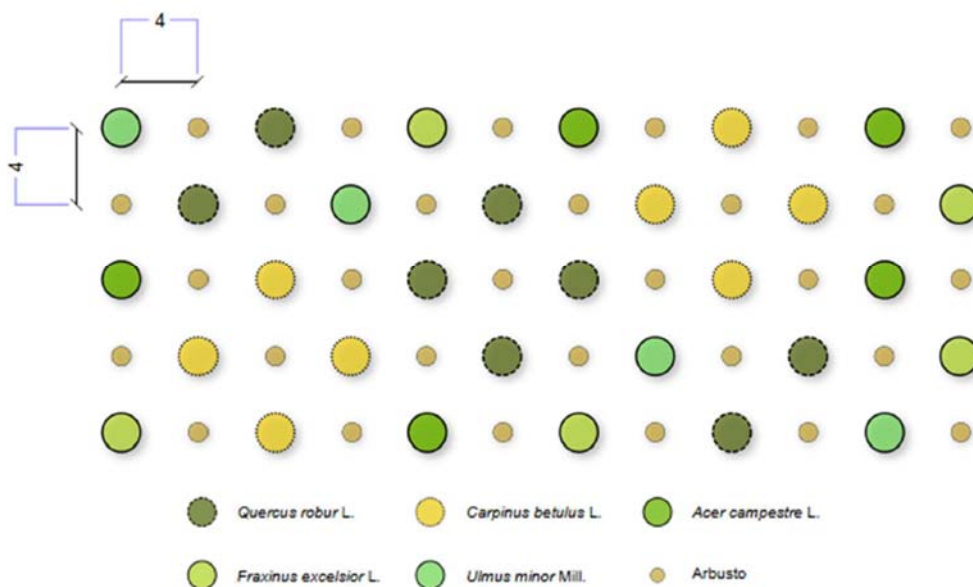 4
4
Quercus robur L. Carpinus betulus L. Acer campestre L.
Fraxinus excelsior L. Ulmus minor Mill. Arbusto